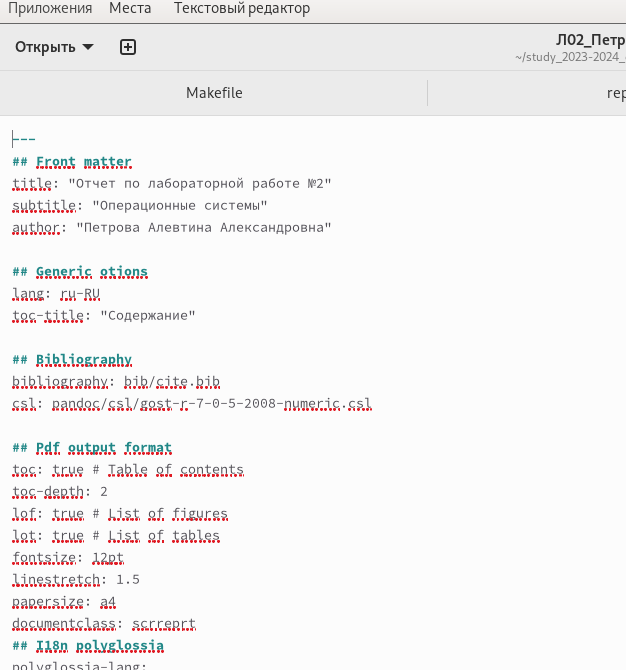 Приложения Места Текстовый редактор
Открыть Л02_Петр
~/study_2023-2024_
Makefile rep
---
## Front matter
title: "Отчет по лабораторной работе №2"
subtitle: "Операционные системы"
author: "Петрова Алевтина Александровна"
## Generic otions
lang: ru-RU
toc-title: "Содержание"
## Bibliography
bibliography: bib/cite.bib
csl: pandoc/csl/gost-r-7-0-5-2008-numeric.csl
## Pdf output format
toc: true # Table of contents
toc-depth: 2
lof: true # List of figures
lot: true # List of tables
fontsize: 12pt
linestretch: 1.5
papersize: a4
documentclass: scrreprt
## I18n polyglossia
polyglossia-lang: